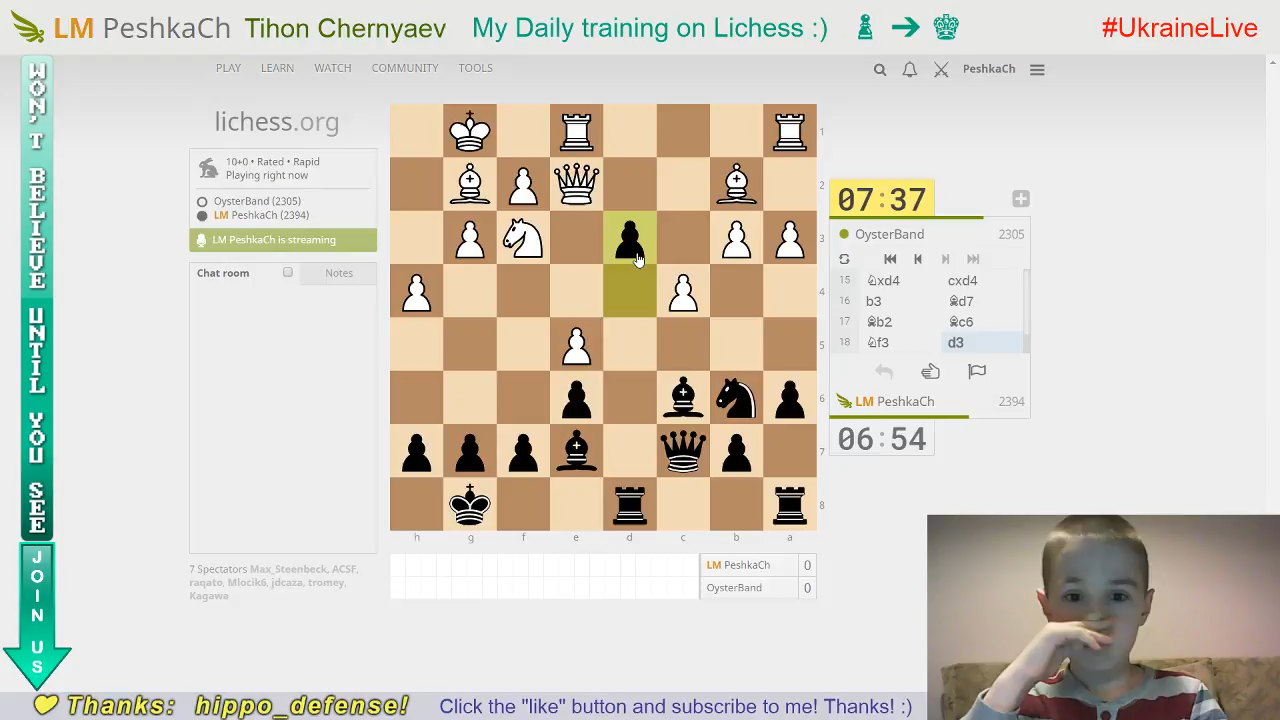 LM PeshkaCh Tihon Chernyaev My Daily training on Lichess :) #UkraineLive
WON'T BELIEVE UNTIL YOU SEE
JOIN US
PLAY LEARN WATCH COMMUNITY TOOLS PeshkaCh
lichess.org
10+0 • Rated • Rapid
Playing right now
OysterBand (2305)
LM PeshkaCh (2394)
LM PeshkaCh is streaming
Chat room Notes
7 Spectators Max_Steenbeck, ACSF,
raqato, Mlocik6, jdcaza, tromey,
Kagawa
1
2
3
4
5
6
7
8
h g f e d c b a
07:37
OysterBand 2305
15 ♘xd4 cxd4
16 b3 ♝d7
17 ♗b2 ♝c6
18 ♘f3 d3
LM PeshkaCh 2394
06:54
LM PeshkaCh 0
OysterBand 0
Thanks: hippo_defense! Click the "like" button and subscribe to me! Thanks! :)